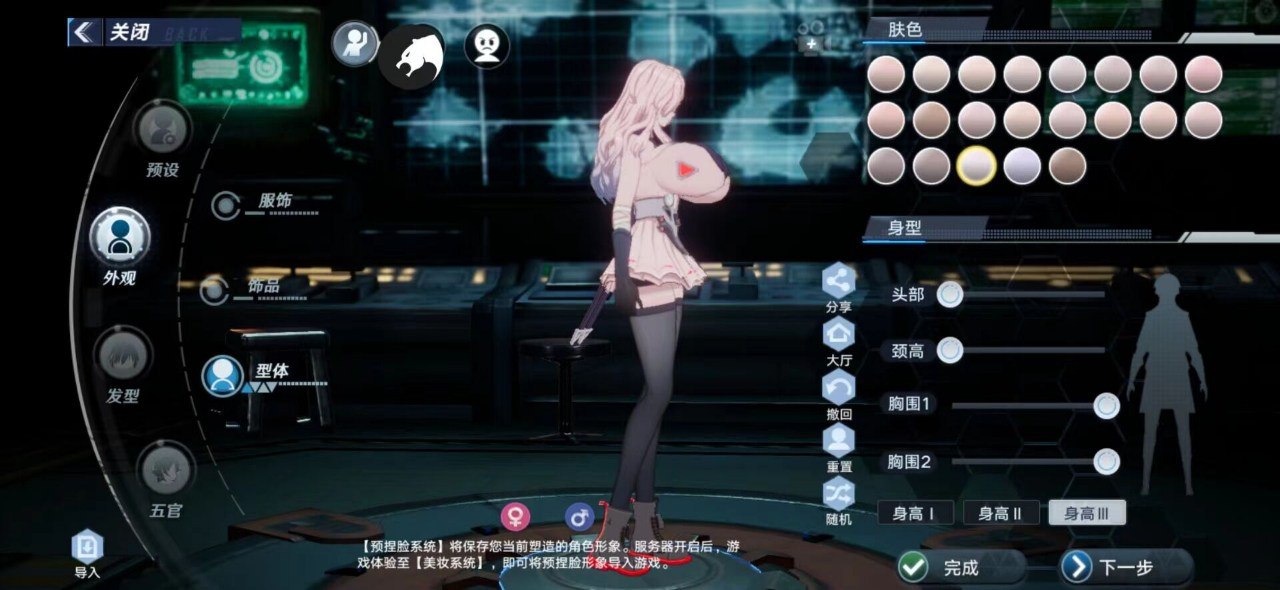 关闭 BACK
预设
外观
发型
五官
导入
服饰
饰品
型体
【预捏脸系统】将保存您当前塑造的角色形象。服务器开启后，游
戏体验至【美妆系统】，即可将预捏脸形象导入游戏。
分享
大厅
撤回
重置
随机
肤色
身型
头部
颈高
胸围1
胸围2
身高Ⅰ 身高Ⅱ 身高Ⅲ
完成 下一步